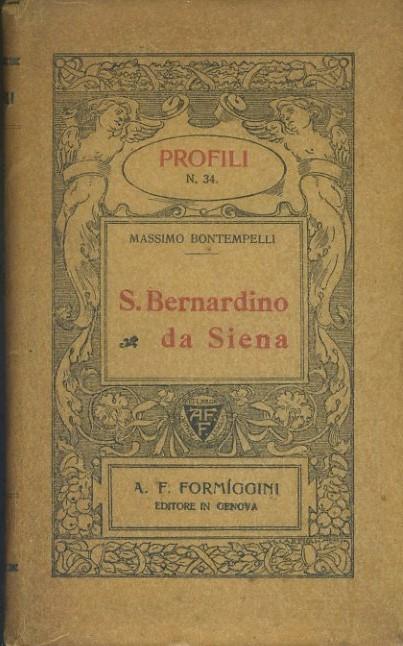 PROFILI
N. 34.
MASSIMO BONTEMPELLI
S. Bernardino
da Siena
A. F.
F
A. F. FORMÍGGINI
EDITORE IN GENOVA